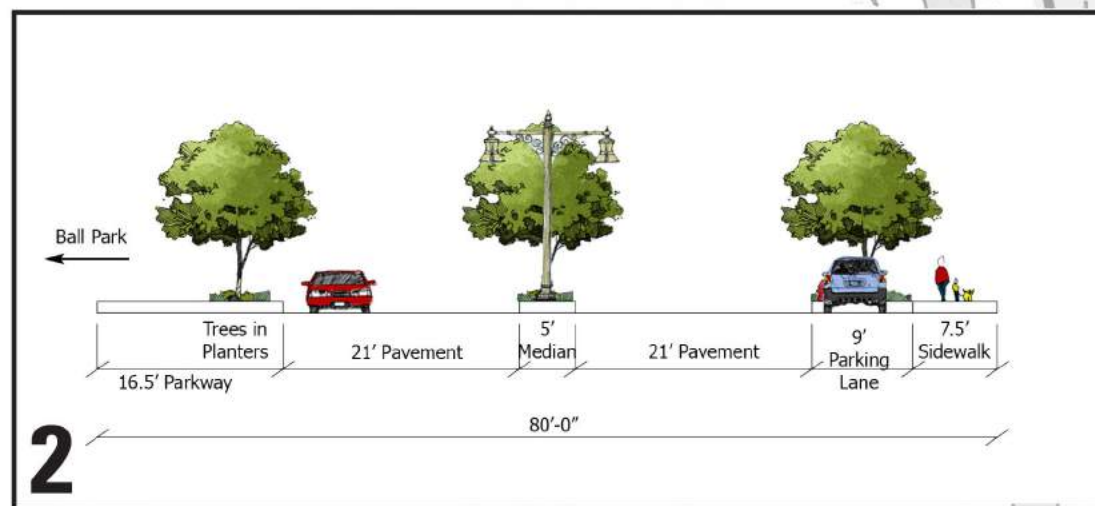 Ball Park
Trees in
Planters
21' Pavement
5'
Median
21' Pavement
9'
Parking
Lane
7.5'
Sidewalk
16.5' Parkway
80'-0"
2